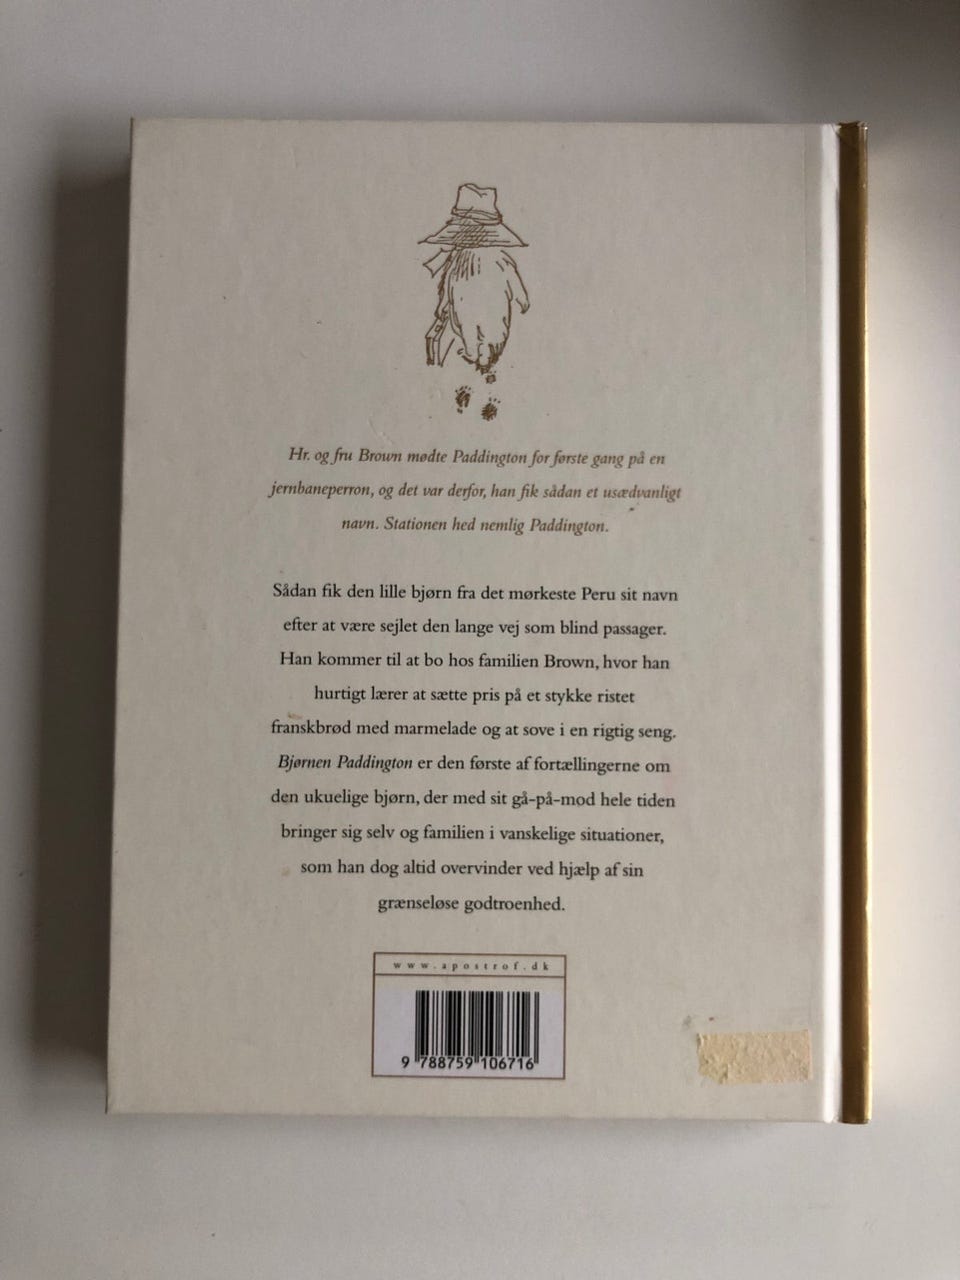 Hr. og fru Brown mødte Paddington for første gang på en
jernbaneperron, og det var derfor, han fik sådan et usædvanligt
navn. Stationen hed nemlig Paddington.
Sådan fik den lille bjørn fra det mørkeste Peru sit navn
efter at være sejlet den lange vej som blind passager.
Han kommer til at bo hos familien Brown, hvor han
hurtigt lærer at sætte pris på et stykke ristet
franskbrød med marmelade og at sove i en rigtig seng.
Bjørnen Paddington er den første af fortællingerne om
den ukuelige bjørn, der med sit gå-på-mod hele tiden
bringer sig selv og familien i vanskelige situationer,
som han dog altid overvinder ved hjælp af sin
grænseløse godtroenhed.
www.apostrof.dk
9 788759 106716